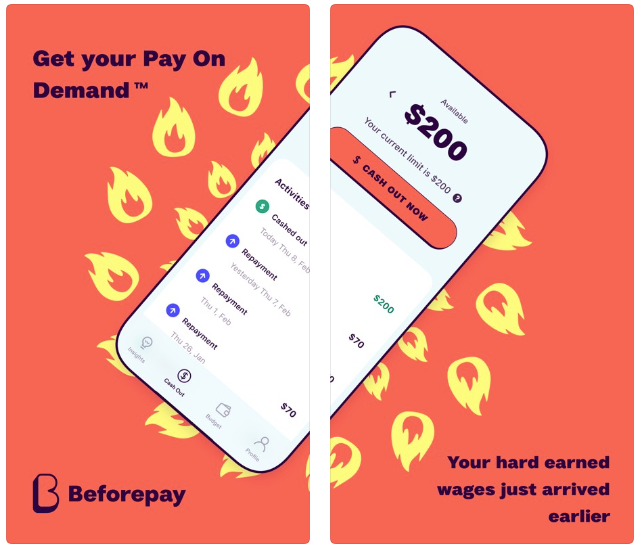 Get your Pay On
Demand ™
Available
$200
Your current limit is $200 ?
$ CASH OUT NOW
Activities
Cashed out
Today Thu 8, Feb
$200
Repayment
Yesterday Thu 7, Feb
$70
Repayment
Thu 1, Feb
Repayment
Thu 26, Jan
$70
Insights
Cash Out
Budget
Profile
Beforepay
Your hard earned
wages just arrived
earlier